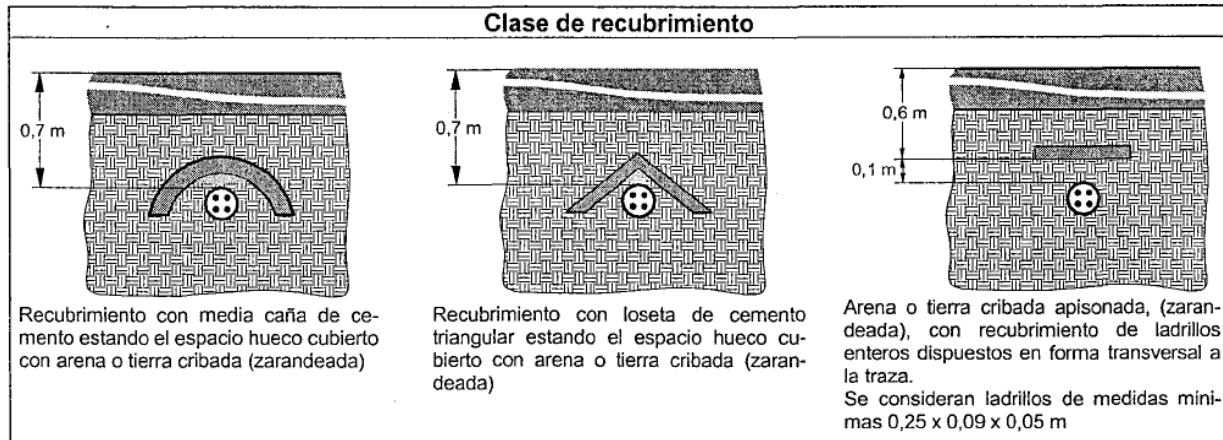 Clase de recubrimiento
0,7 m
Recubrimiento con media caña de ce-
mento estando el espacio hueco cubierto
con arena o tierra cribada (zarandeada)
0,7 m
Recubrimiento con loseta de cemento
triangular estando el espacio hueco cu-
bierto con arena o tierra cribada (zaran-
deada)
0,6 m
0,1 m
Arena o tierra cribada apisonada, (zaran-
deada), con recubrimiento de ladrillos
enteros dispuestos en forma transversal a
la traza.
Se consideran ladrillos de medidas míni-
mas 0,25 x 0,09 x 0,05 m